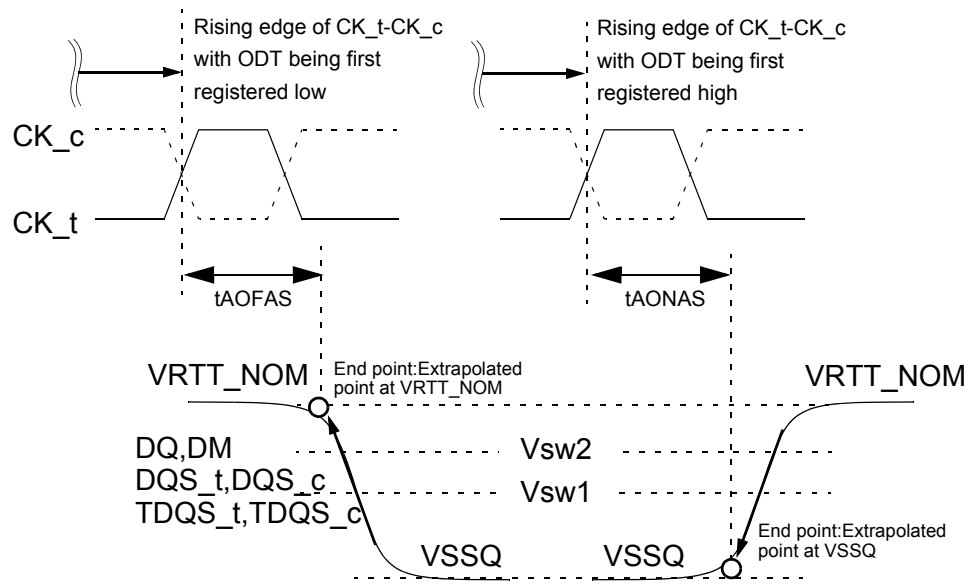 Rising edge of CK_t-CK_c
with ODT being first
registered low
Rising edge of CK_t-CK_c
with ODT being first
registered high
CK_c
CK_t
tAOFAS
tAONAS
VRTT_NOM
End point:Extrapolated
point at VRTT_NOM
VRTT_NOM
DQ,DM
DQS_t,DQS_c
TDQS_t,TDQS_c
Vsw2
Vsw1
VSSQ
VSSQ
End point:Extrapolated
point at VSSQ